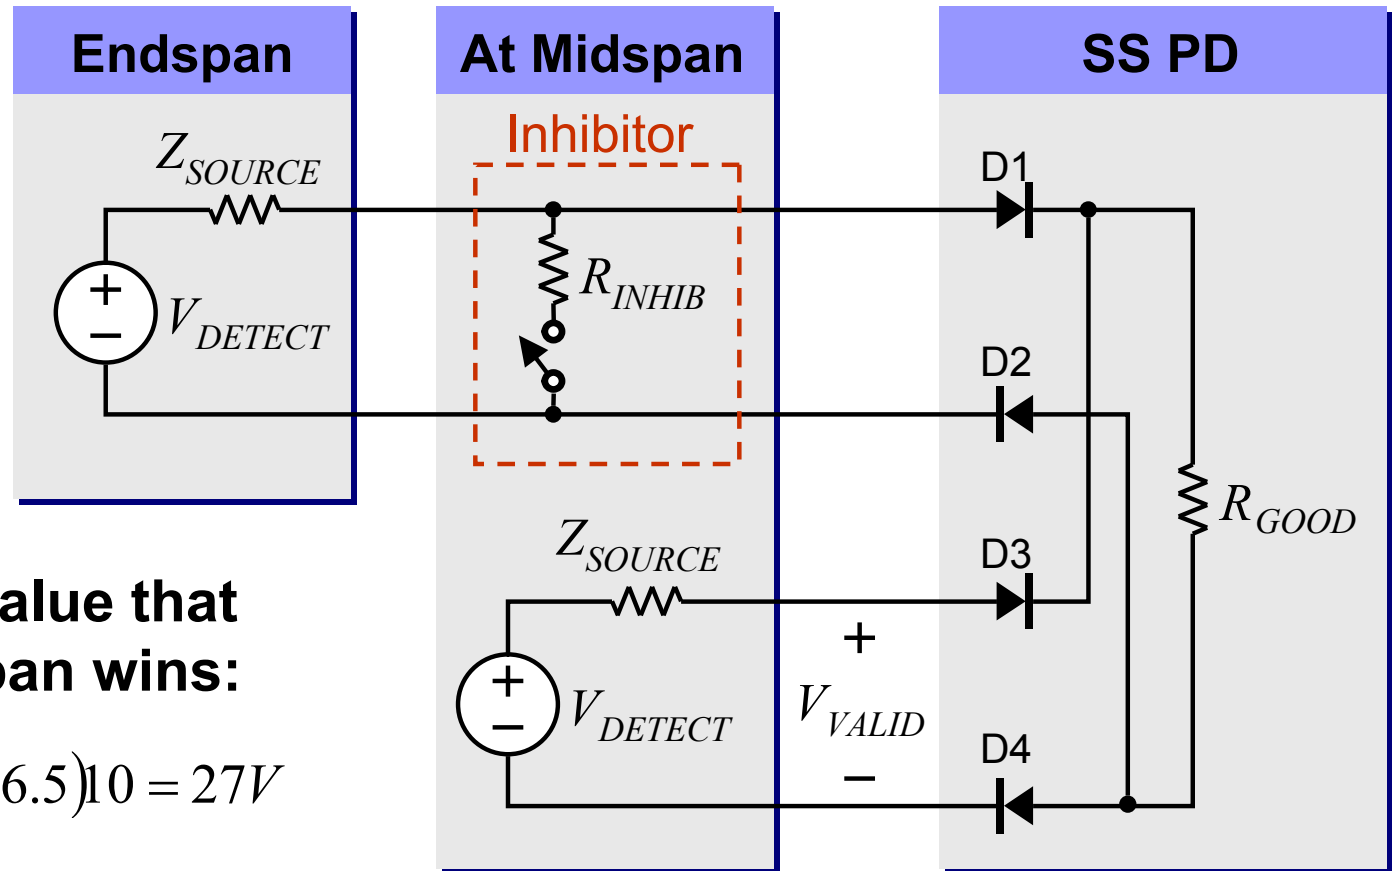 Endspan
At Midspan
SS PD
Inhibitor
Z_SOURCE
D1
R_INHIB
+
−
V_DETECT
D2
R_GOOD
Z_SOURCE
D3
alue that
pan wins:
+
+
−
V_DETECT
V_VALID
D4
−
6.5)10 = 27V